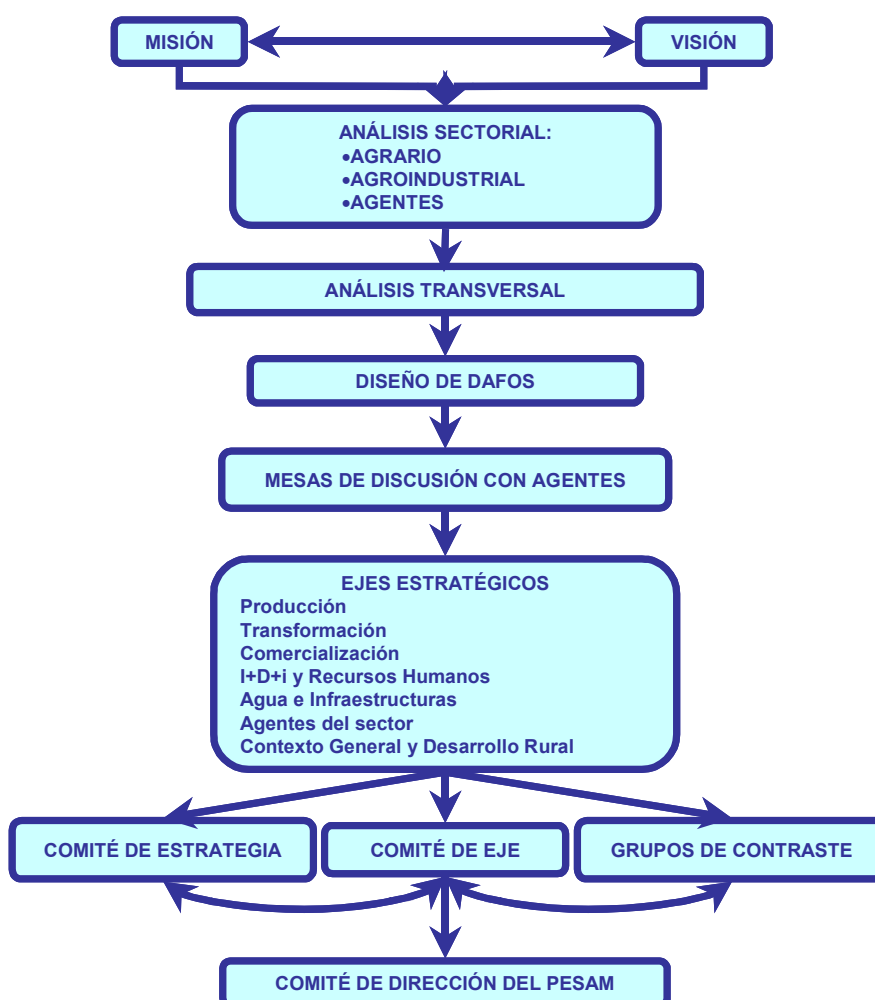 MISIÓN
VISIÓN
ANÁLISIS SECTORIAL:
•AGRARIO
•AGROINDUSTRIAL
•AGENTES
ANÁLISIS TRANSVERSAL
DISEÑO DE DAFOS
MESAS DE DISCUSIÓN CON AGENTES
EJES ESTRATÉGICOS
Producción
Transformación
Comercialización
I+D+i y Recursos Humanos
Agua e Infraestructuras
Agentes del sector
Contexto General y Desarrollo Rural
COMITÉ DE ESTRATEGIA
COMITÉ DE EJE
GRUPOS DE CONTRASTE
COMITÉ DE DIRECCIÓN DEL PESAM